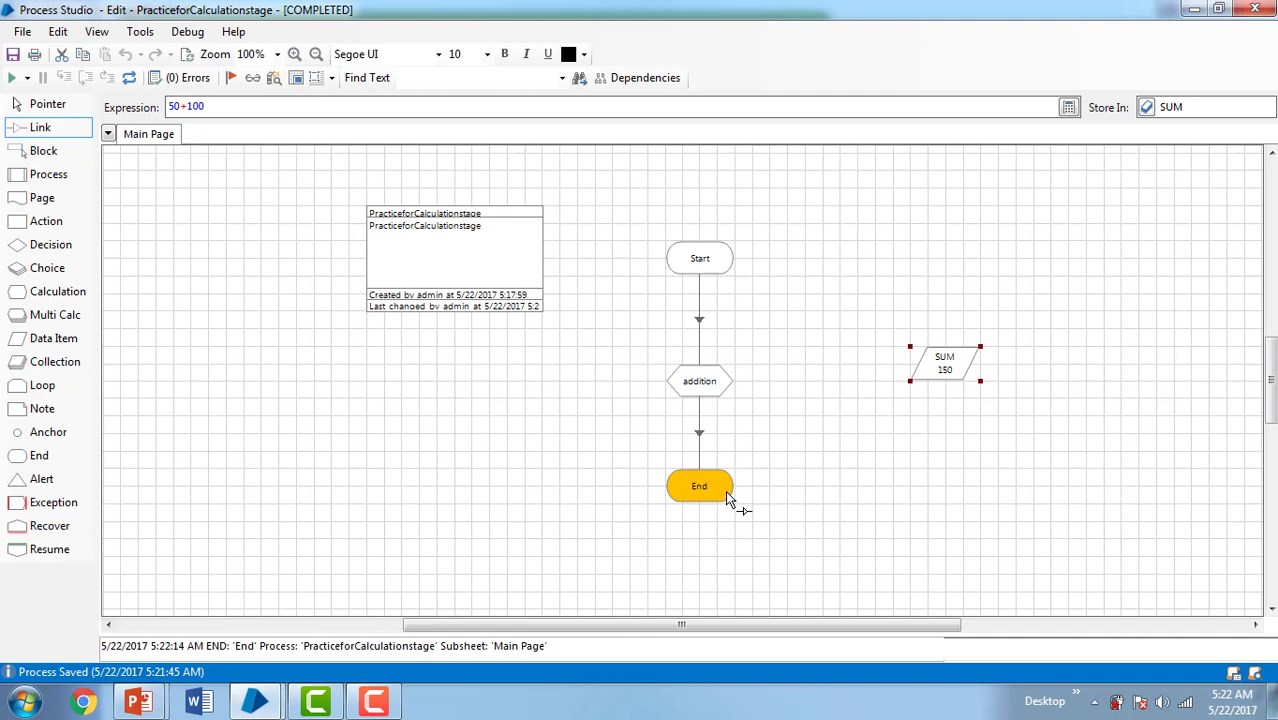 Process Studio - Edit - PracticeforCalculationstage - [COMPLETED]
File Edit View Tools Debug Help
Zoom 100% Segoe UI 10 B I U
(0) Errors Find Text Dependencies
Expression: 50+100 Store In: SUM
Pointer
Link
Block
Process
Page
Action
Decision
Choice
Calculation
Multi Calc
Data Item
Collection
Loop
Note
Anchor
End
Alert
Exception
Recover
Resume
Main Page
PracticeforCalculationstage
PracticeforCalculationstage
Created by admin at 5/22/2017 5:17:59
Last changed by admin at 5/22/2017 5:2
Start
addition
End
SUM
150
5/22/2017 5:22:14 AM END: 'End' Process: 'PracticeforCalculationstage' Subsheet: 'Main Page'
Process Saved (5/22/2017 5:21:45 AM)
Desktop
5:22 AM
5/22/2017